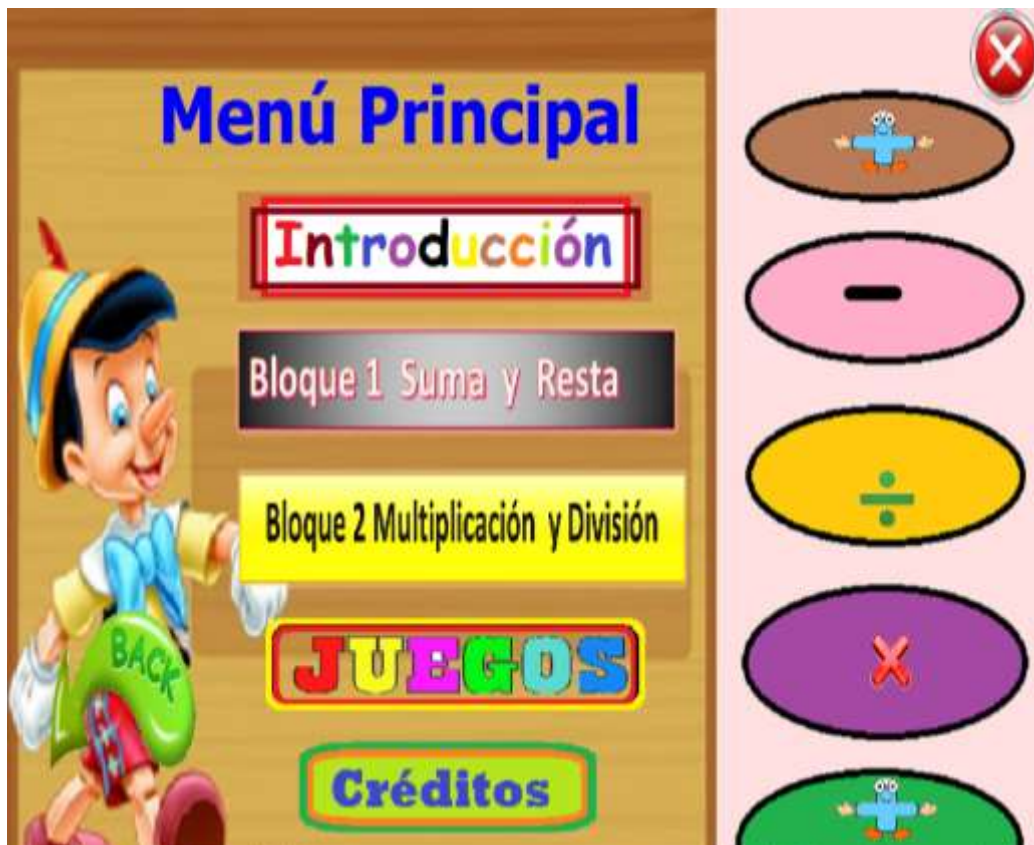 Menú Principal
Introducción
Bloque 1 Suma y Resta
Bloque 2 Multiplicación y División
BACK
JUEGOS
Créditos